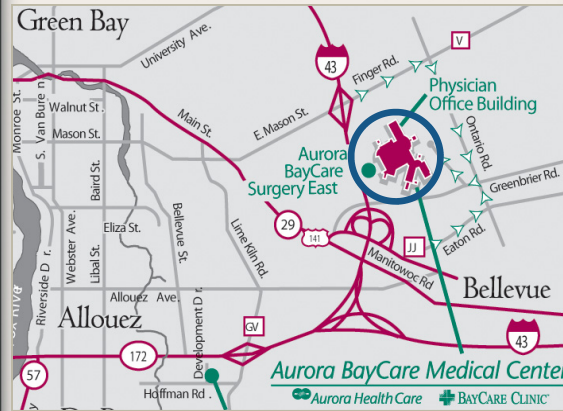 Green Bay
University Ave.
43
V
Finger Rd.
Physician
Office Building
Monroe St.
S. Van Buren
Walnut St.
Mason St.
Main St.
E. Mason St.
Ontario Rd.
Aurora
BayCare
Surgery East
Baird St.
Greenbrier Rd.
Riverside Dr.
Webster Ave.
Libal St.
Eliza St.
Bellevue St.
Lime Kiln Rd.
29
141
JJ
Eaton Rd.
Manitowoc Rd
Allouez Ave.
Bellevue
Allouez
Development Dr.
GV
172
43
57
Hoffman Rd.
Aurora BayCare Medical Center
Aurora Health Care
BAYCARE CLINIC